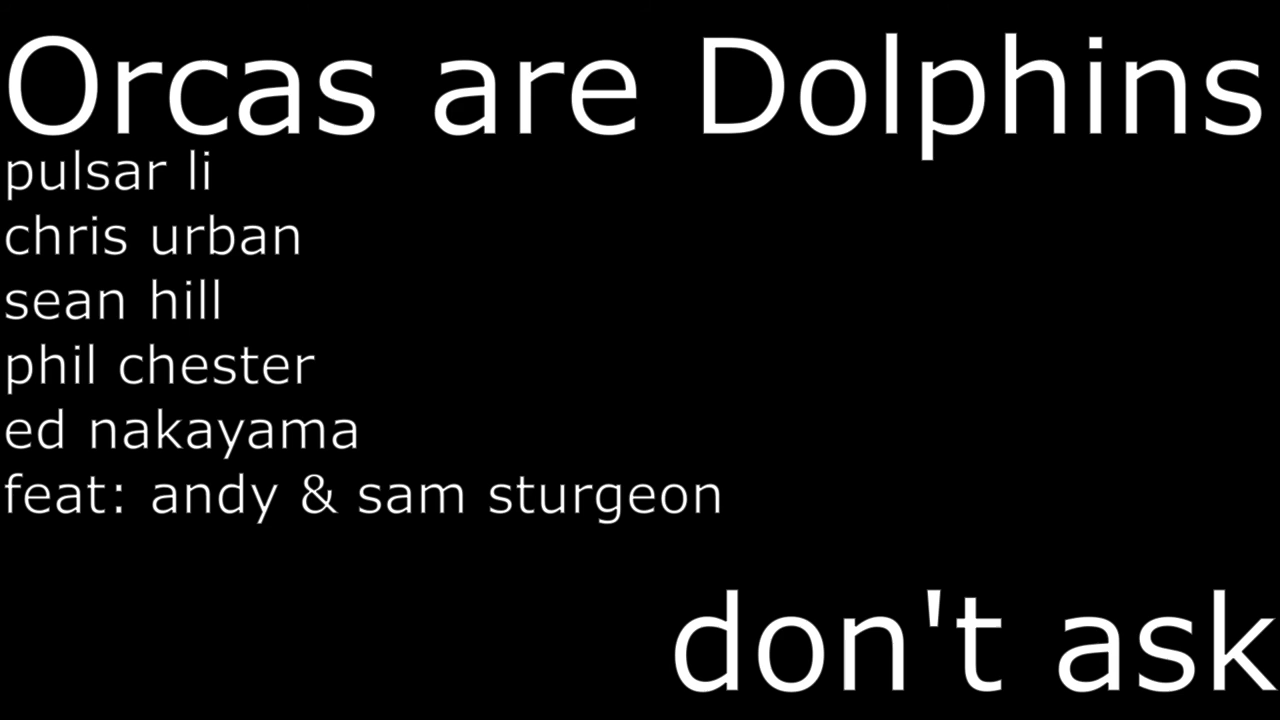 Orcas are Dolphins
pulsar li
chris urban
sean hill
phil chester
ed nakayama
feat: andy & sam sturgeon
don't ask